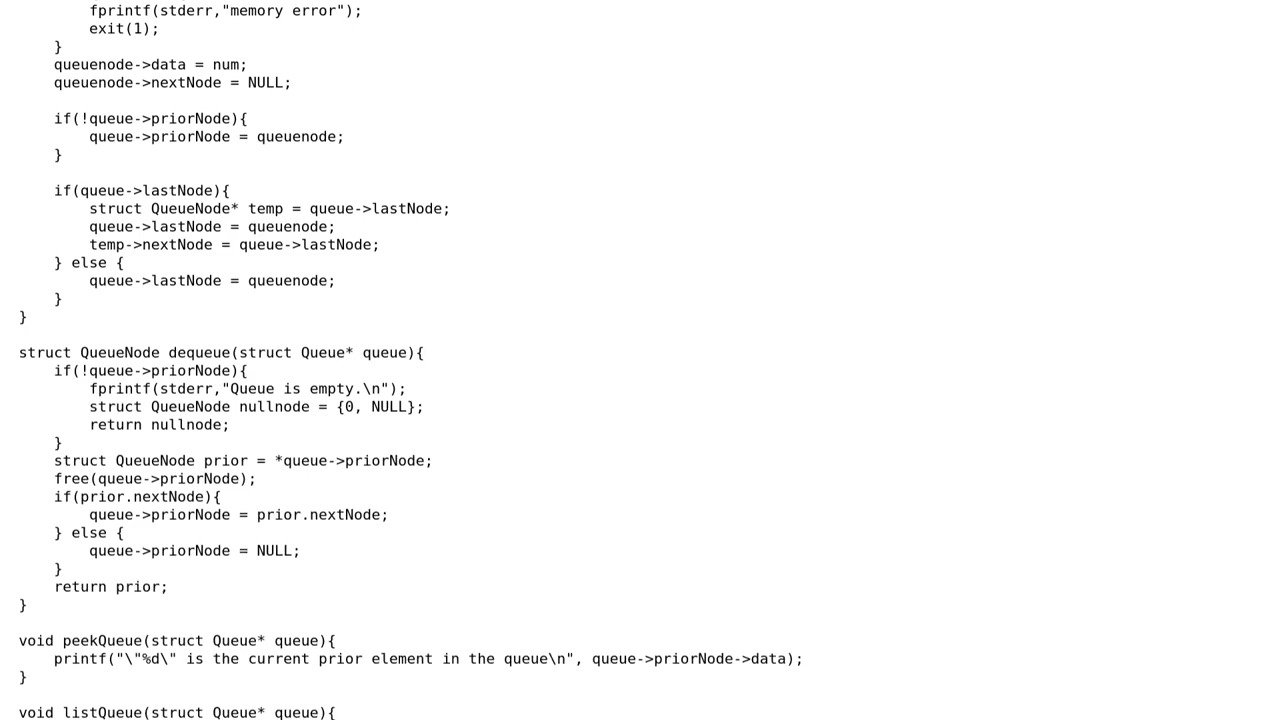 fprintf(stderr,"memory error");
        exit(1);
    }
    queuenode->data = num;
    queuenode->nextNode = NULL;

    if(!queue->priorNode){
        queue->priorNode = queuenode;
    }

    if(queue->lastNode){
        struct QueueNode* temp = queue->lastNode;
        queue->lastNode = queuenode;
        temp->nextNode = queue->lastNode;
    } else {
        queue->lastNode = queuenode;
    }
}

struct QueueNode dequeue(struct Queue* queue){
    if(!queue->priorNode){
        fprintf(stderr,"Queue is empty.\n");
        struct QueueNode nullnode = {0, NULL};
        return nullnode;
    }
    struct QueueNode prior = *queue->priorNode;
    free(queue->priorNode);
    if(prior.nextNode){
        queue->priorNode = prior.nextNode;
    } else {
        queue->priorNode = NULL;
    }
    return prior;
}

void peekQueue(struct Queue* queue){
    printf("\"%d\" is the current prior element in the queue\n", queue->priorNode->data);
}

void listQueue(struct Queue* queue){